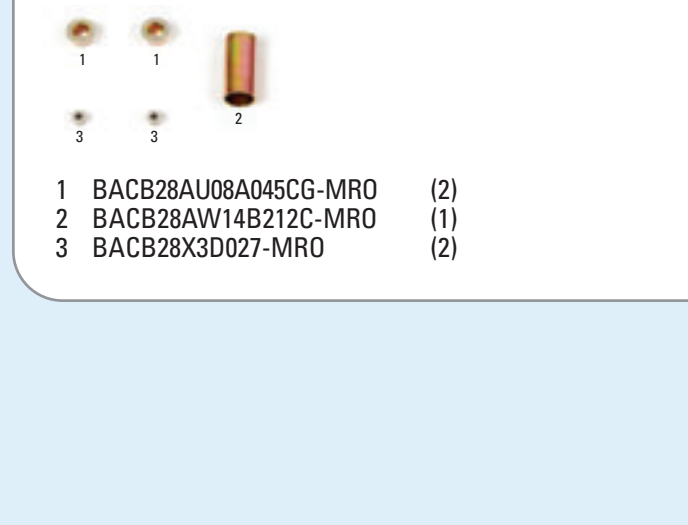 1 1
2
3 3
1 BACB28AU08A045CG-MRO (2)
2 BACB28AW14B212C-MRO (1)
3 BACB28X3D027-MRO (2)